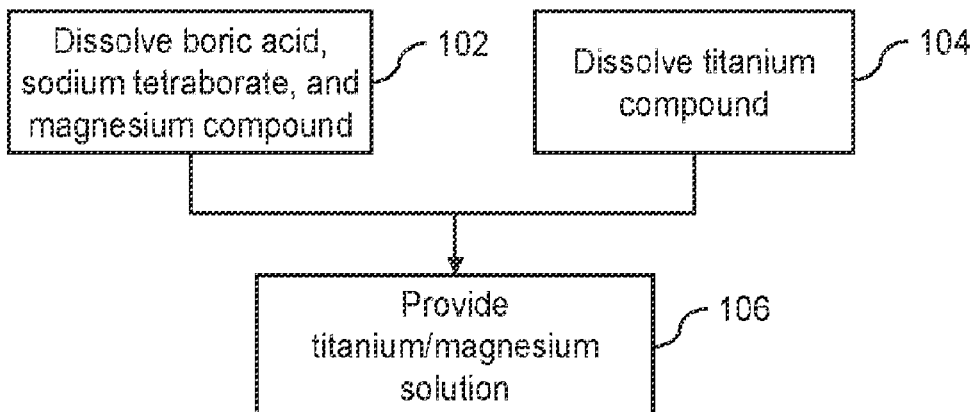 Dissolve boric acid,
sodium tetraborate, and
magnesium compound
102
Dissolve titanium
compound
104
Provide
titanium/magnesium
solution
106